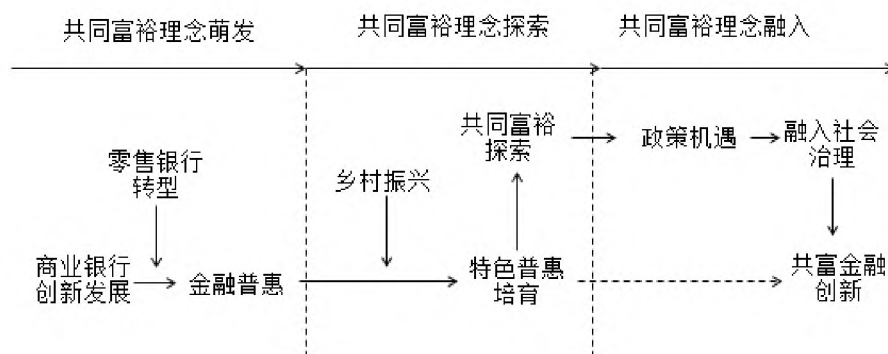 共同富裕理念萌发
共同富裕理念探索
共同富裕理念融入
共同富裕
探索
政策机遇
融入社会
治理
零售银行
转型
乡村振兴
商业银行
创新发展
金融普惠
特色普惠
培育
共富金融
创新